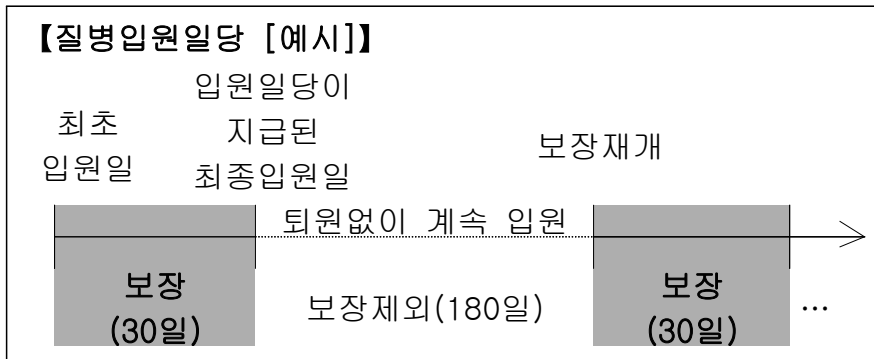 【질병입원일당 [예시]】
최초
입원일
입원일당이
지급된
최종입원일
보장재개
퇴원없이 계속 입원
보장
(30일)
보장제외(180일)
보장
(30일)
…